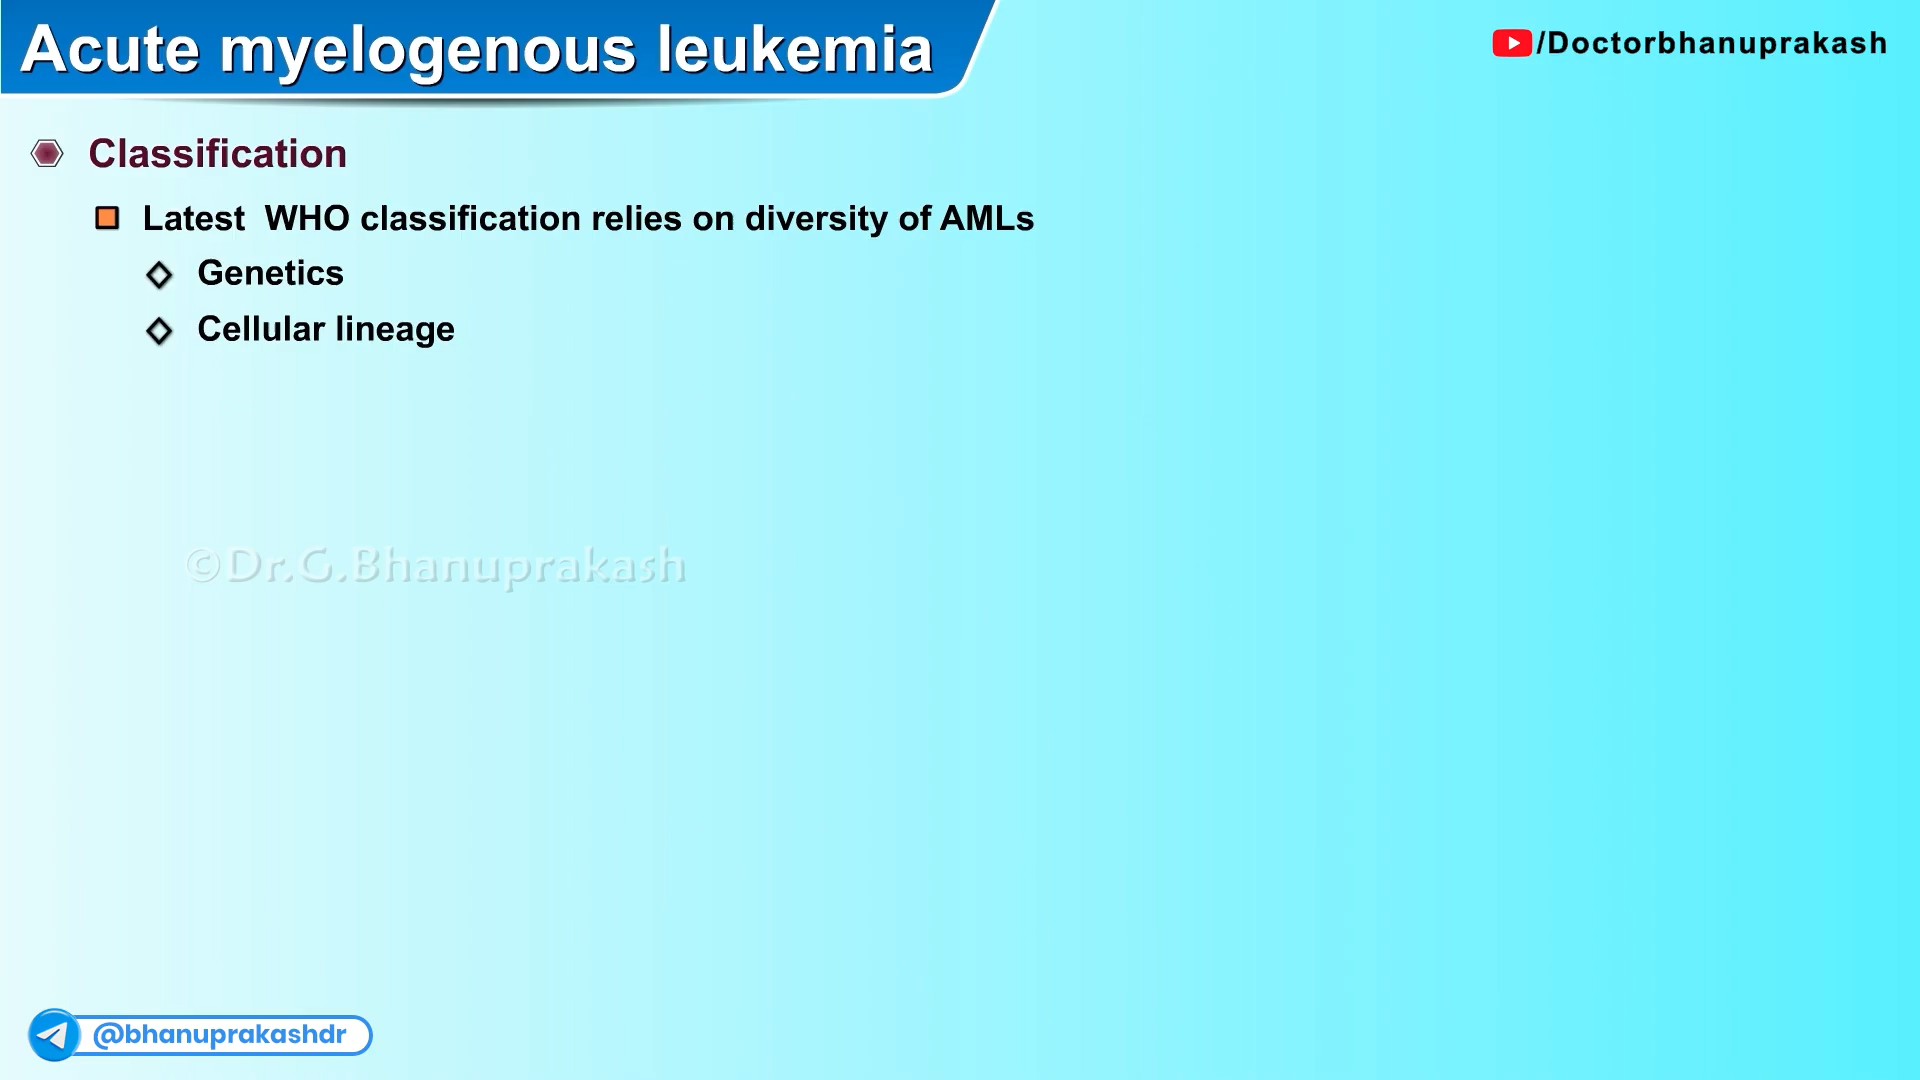 Acute myelogenous leukemia
/Doctorbhanuprakash
Classification
Latest WHO classification relies on diversity of AMLs
Genetics
Cellular lineage
©Dr.G.Bhanuprakash
@bhanuprakashdr